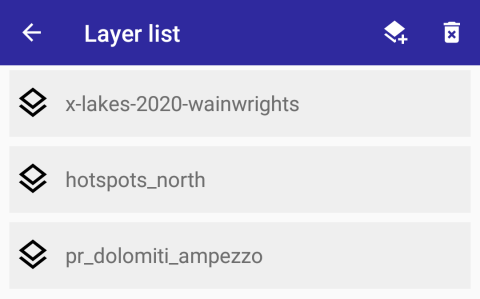 Layer list
x-lakes-2020-wainwrights
hotspots_north
pr_dolomiti_ampezzo